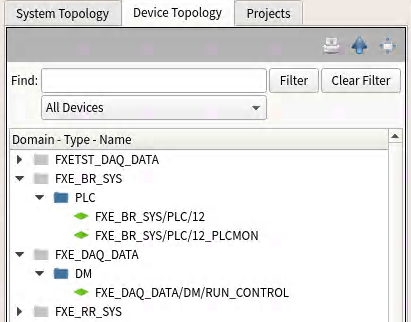 System Topology Device Topology Projects
Find: Filter Clear Filter
All Devices
Domain - Type - Name
FXETST_DAQ_DATA
FXE_BR_SYS
PLC
FXE_BR_SYS/PLC/12
FXE_BR_SYS/PLC/12_PLCMON
FXE_DAQ_DATA
DM
FXE_DAQ_DATA/DM/RUN_CONTROL
FXE_RR_SYS